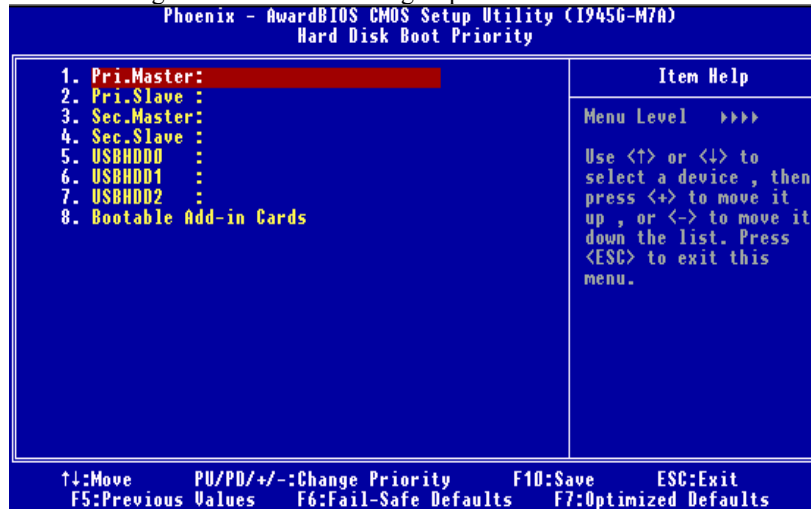 Phoenix - AwardBIOS CMOS Setup Utility (I945G-M7A)
Hard Disk Boot Priority
1. Pri.Master:
2. Pri.Slave :
3. Sec.Master:
4. Sec.Slave :
5. USBHDD0 :
6. USBHDD1 :
7. USBHDD2 :
8. Bootable Add-in Cards
Item Help
Menu Level ▸▸▸▸
Use <↑> or <↓> to
select a device , then
press <+> to move it
up , or <-> to move it
down the list. Press
<ESC> to exit this
menu.
↑↓:Move PU/PD/+/-:Change Priority F10:Save ESC:Exit
F5:Previous Values F6:Fail-Safe Defaults F7:Optimized Defaults